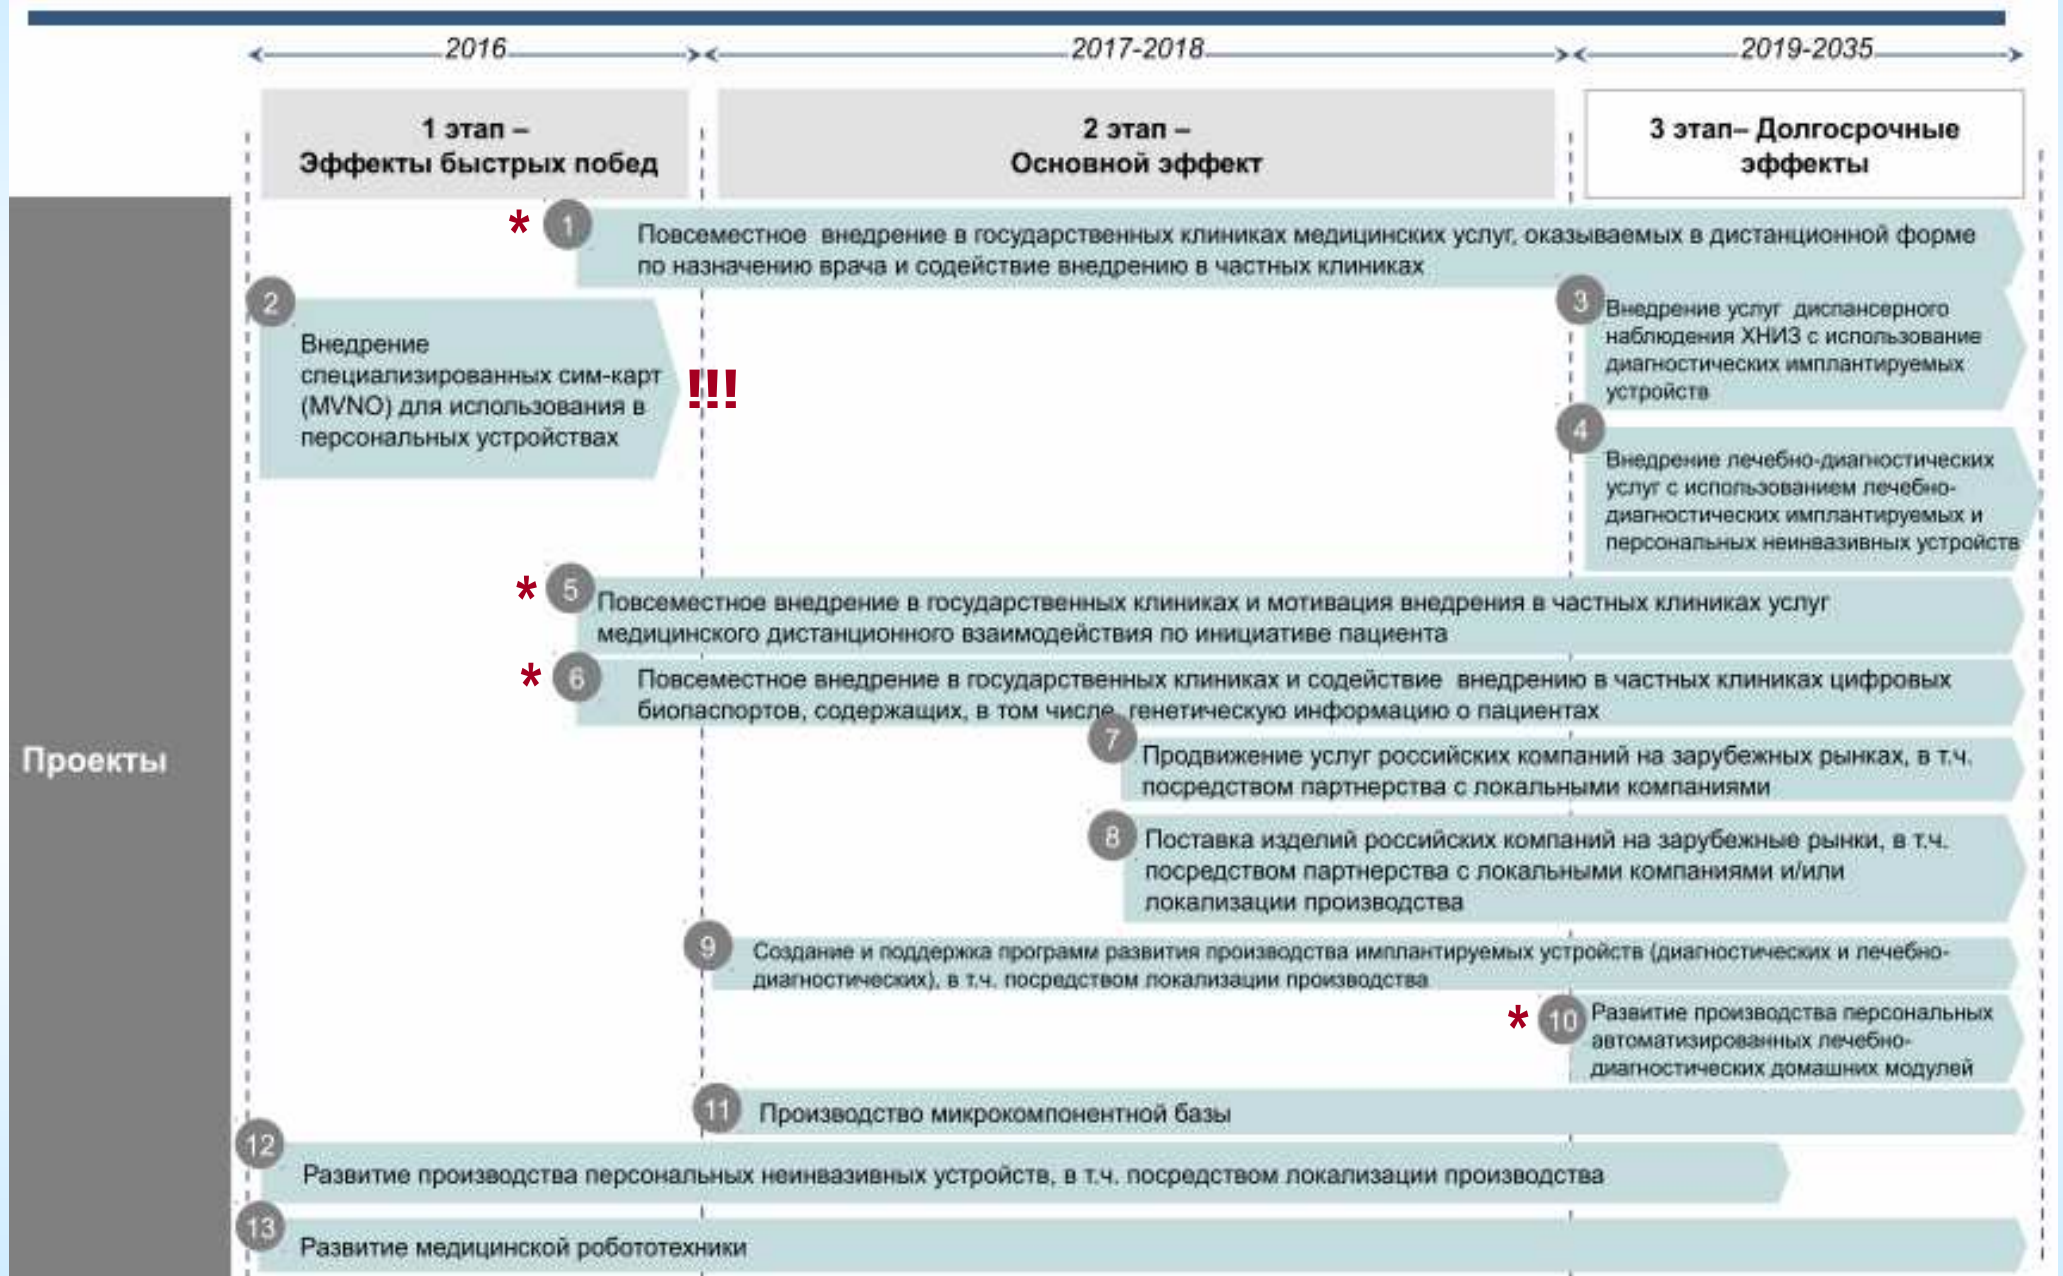 2016
2017-2018
2019-2035
1 этап –
Эффекты быстрых побед
2 этап –
Основной эффект
3 этап– Долгосрочные
эффекты
Проекты
* 1
Повсеместное внедрение в государственных клиниках медицинских услуг, оказываемых в дистанционной форме
по назначению врача и содействие внедрению в частных клиниках
2
Внедрение
специализированных сим-карт
(MVNO) для использования в
персональных устройствах
!!!
3
Внедрение услуг диспансерного
наблюдения ХНИЗ с использование
диагностических имплантируемых
устройств
4
Внедрение лечебно-диагностических
услуг с использованием лечебно-
диагностических имплантируемых и
персональных неинвазивных устройств
* 5
Повсеместное внедрение в государственных клиниках и мотивация внедрения в частных клиниках услуг
медицинского дистанционного взаимодействия по инициативе пациента
* 6
Повсеместное внедрение в государственных клиниках и содействие внедрению в частных клиниках цифровых
биопаспортов, содержащих, в том числе, генетическую информацию о пациентах
7
Продвижение услуг российских компаний на зарубежных рынках, в т.ч.
посредством партнерства с локальными компаниями
8
Поставка изделий российских компаний на зарубежные рынки, в т.ч.
посредством партнерства с локальными компаниями и/или
локализации производства
9
Создание и поддержка программ развития производства имплантируемых устройств (диагностических и лечебно-
диагностических), в т.ч. посредством локализации производства
* 10
Развитие производства персональных
автоматизированных лечебно-
диагностических домашних модулей
11
Производство микрокомпонентной базы
12
Развитие производства персональных неинвазивных устройств, в т.ч. посредством локализации производства
13
Развитие медицинской робототехники